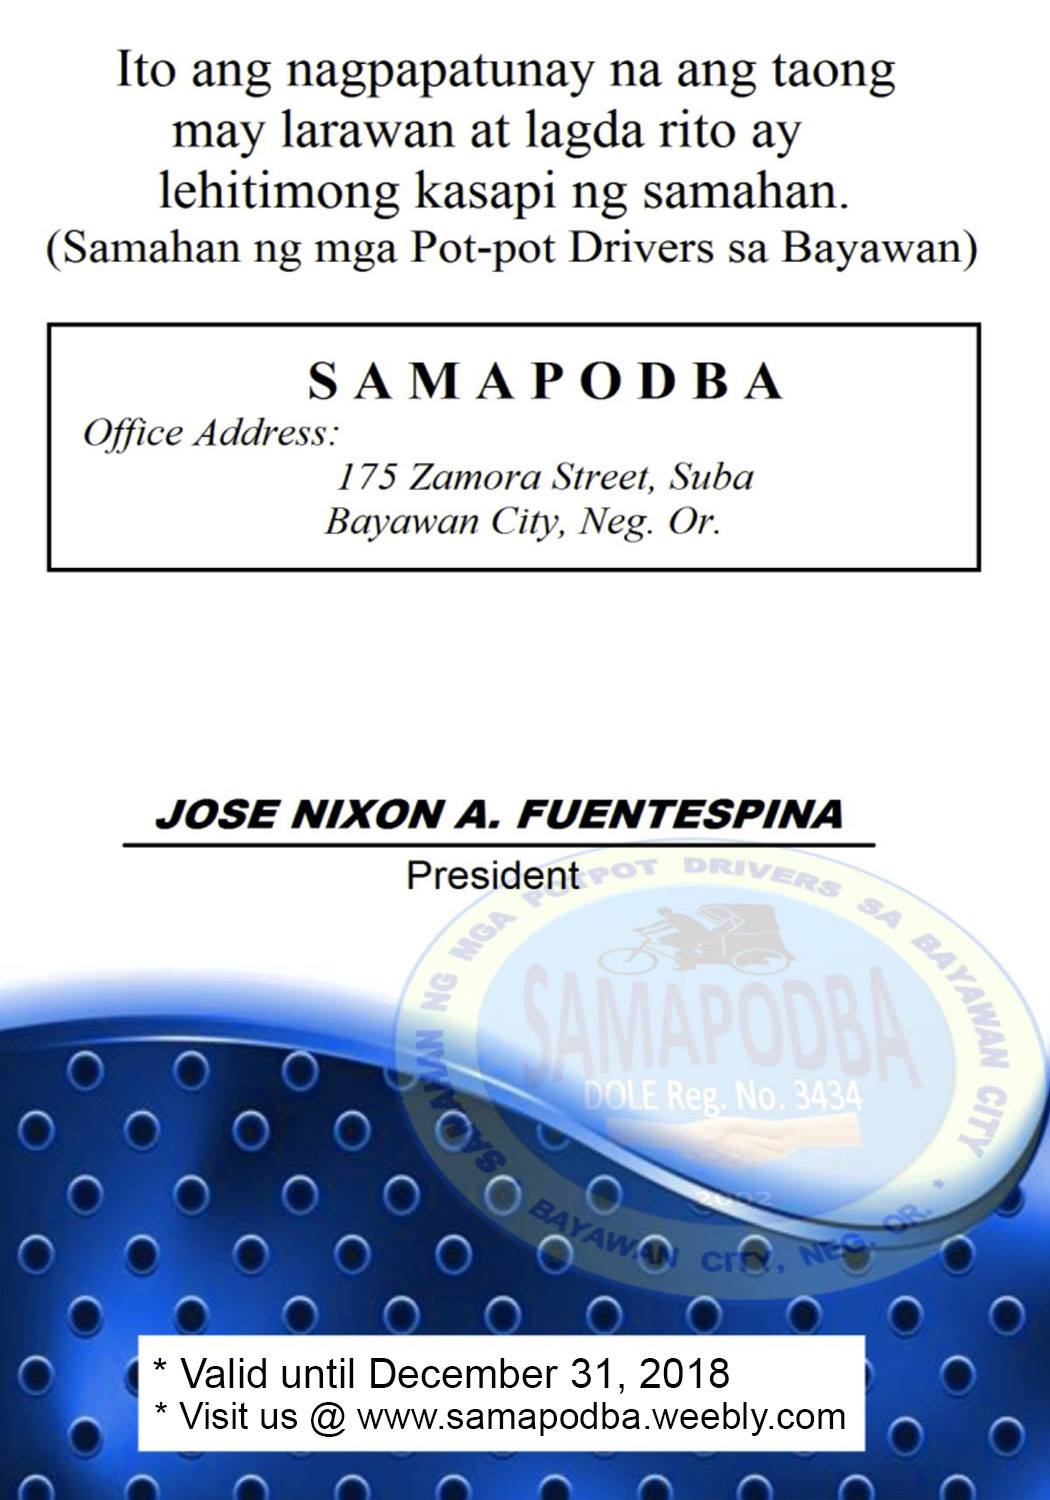 Ito ang nagpapatunay na ang taong
may larawan at lagda rito ay
lehitimong kasapi ng samahan.
(Samahan ng mga Pot-pot Drivers sa Bayawan)
SAMAPODBA
Office Address:
175 Zamora Street, Suba
Bayawan City, Neg. Or.
JOSE NIXON A. FUENTESPINA
President
SAMAHAN NG MGA POTPOT DRIVERS SA BAYAWAN CITY
SAMAPODBA
DOLE Reg. No. 3434
2002
BAYAWAN CITY, NEG. OR. *
* Valid until December 31, 2018
* Visit us @ www.samapodba.weebly.com